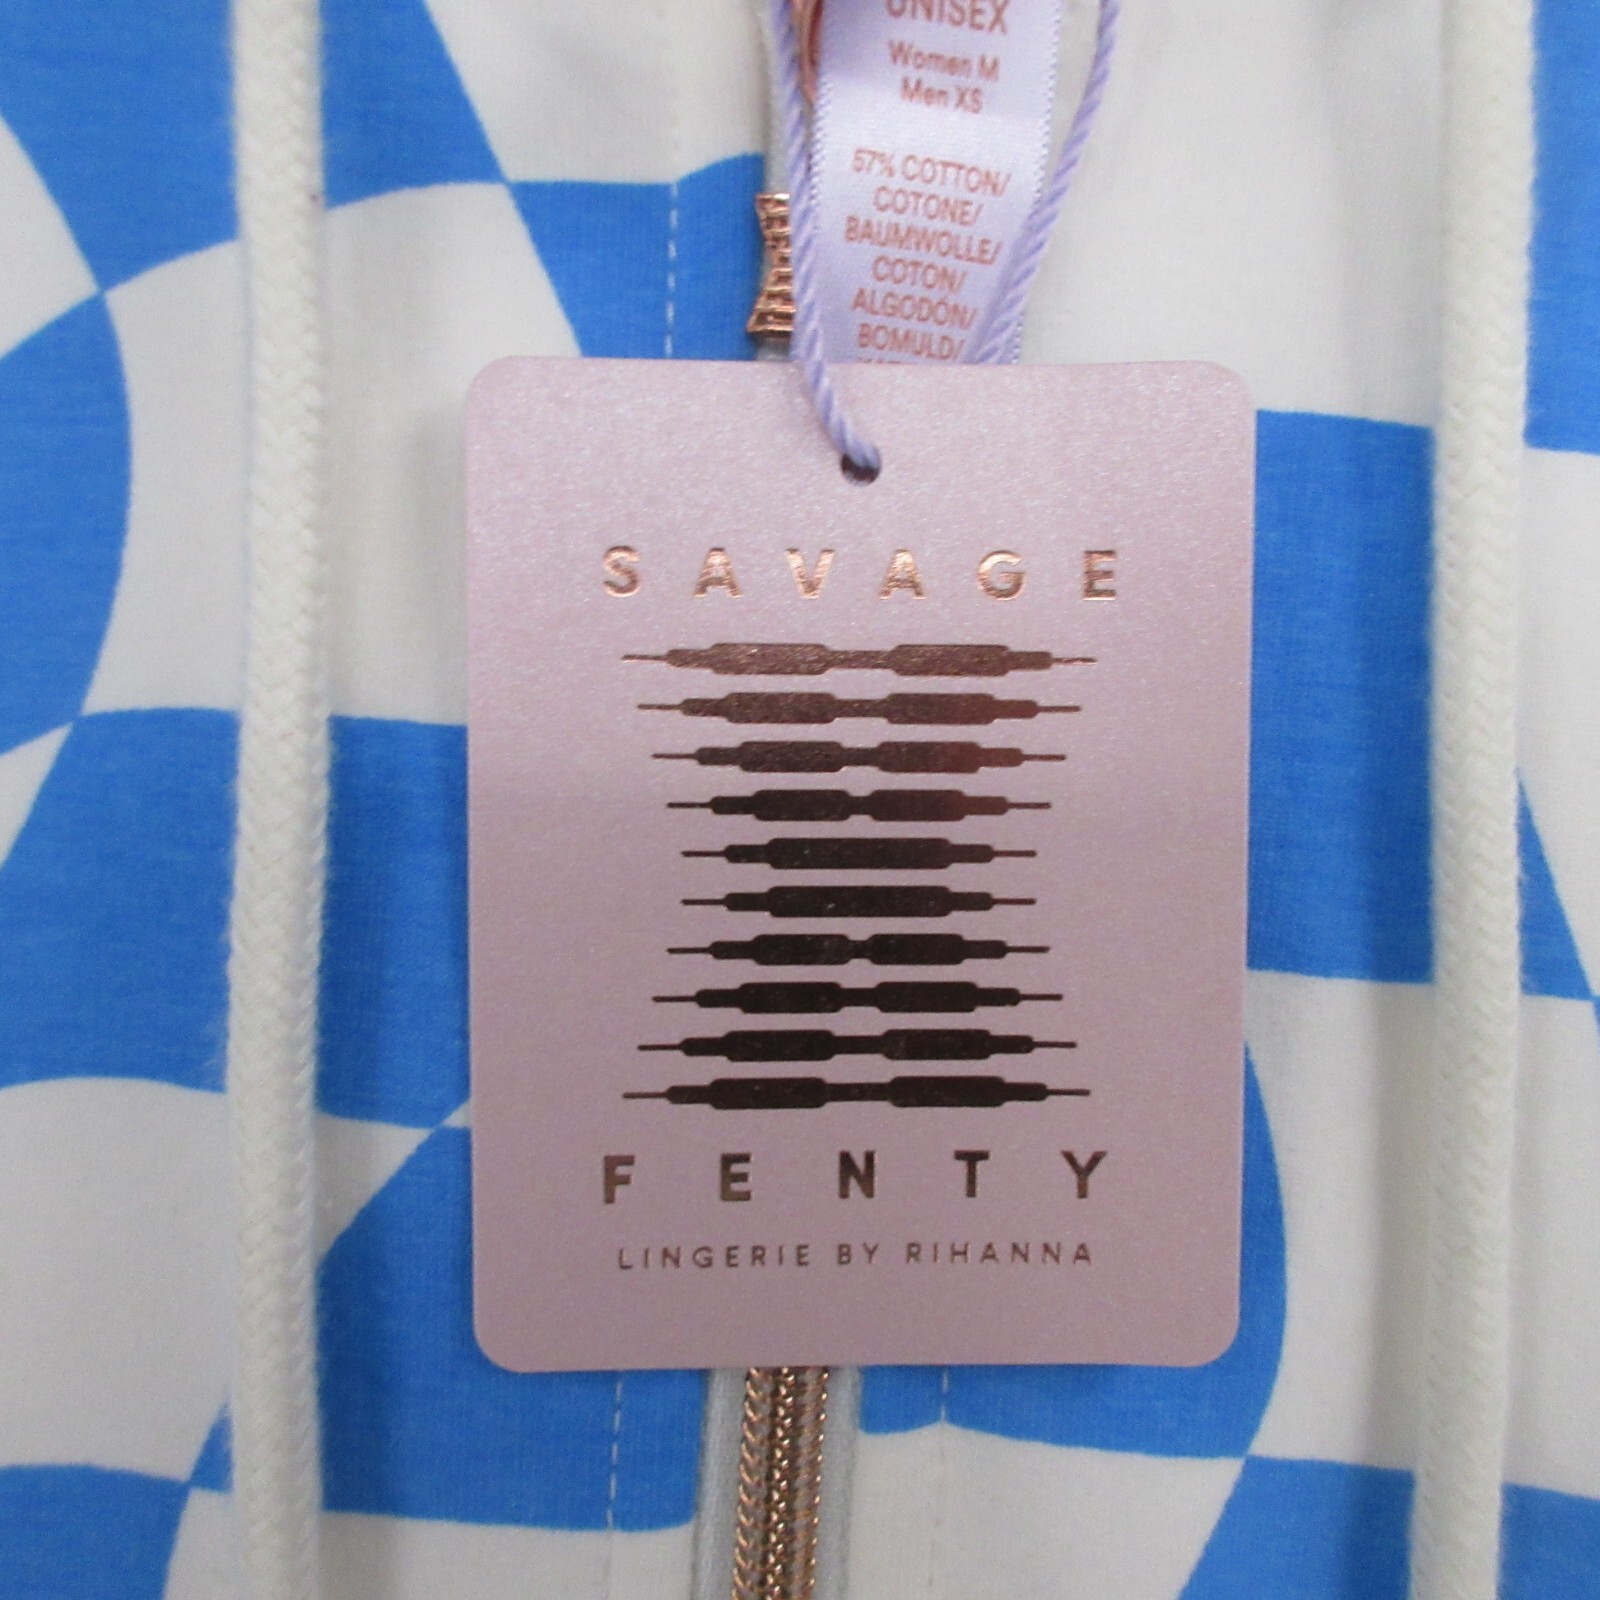 UNISEX
Women M
Men XS
57% COTTON/
COTONE/
BAUMWOLLE/
COTON/
ALGODÓN/
BOMULD/
SAVAGE
FENTY
LINGERIE BY RIHANNA